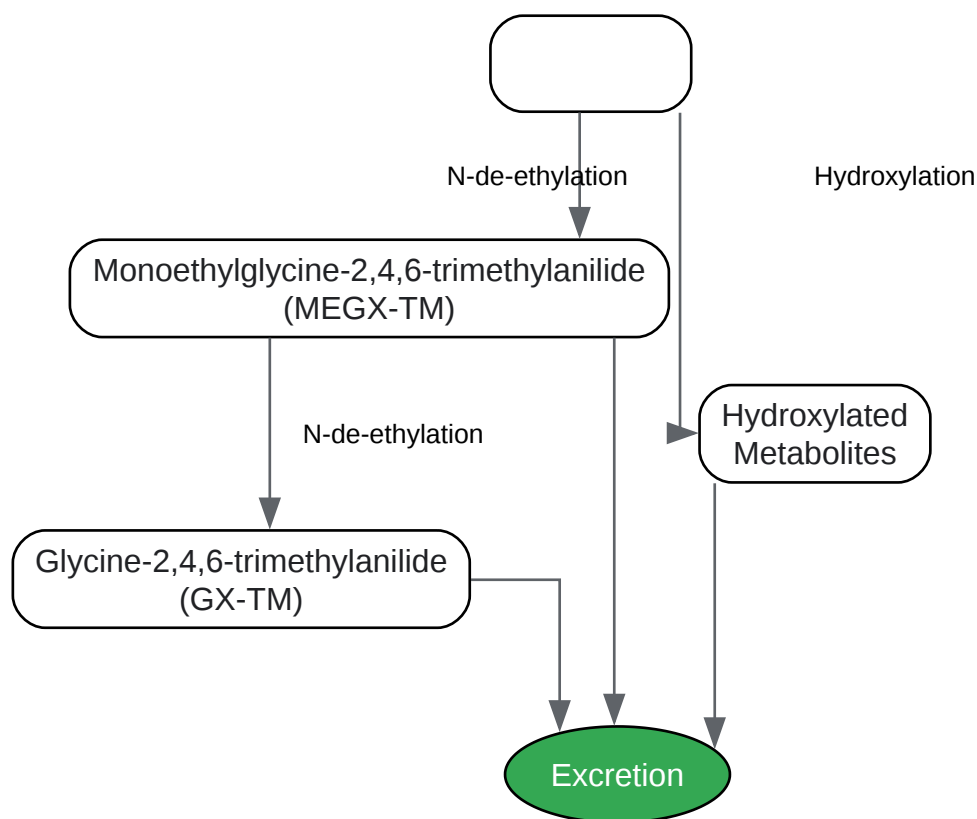 N-de-ethylation
Hydroxylation
Monoethylglycine-2,4,6-trimethylanilide
(MEGX-TM)
Hydroxylated
Metabolites
N-de-ethylation
Glycine-2,4,6-trimethylanilide
(GX-TM)
Excretion